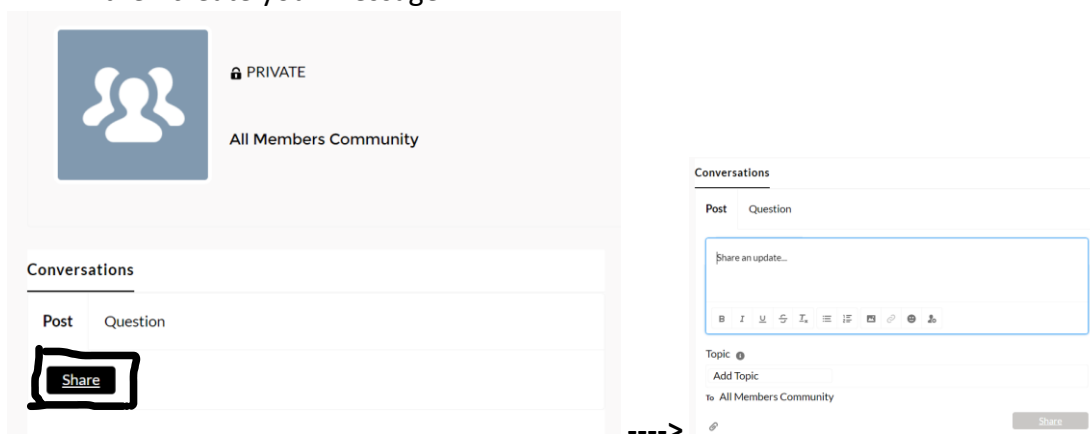 PRIVATE
All Members Community
Conversations
Post Question
Share
---->
Conversations
Post Question
Share an update...
B I U S Tx
Topic
Add Topic
To All Members Community
Share